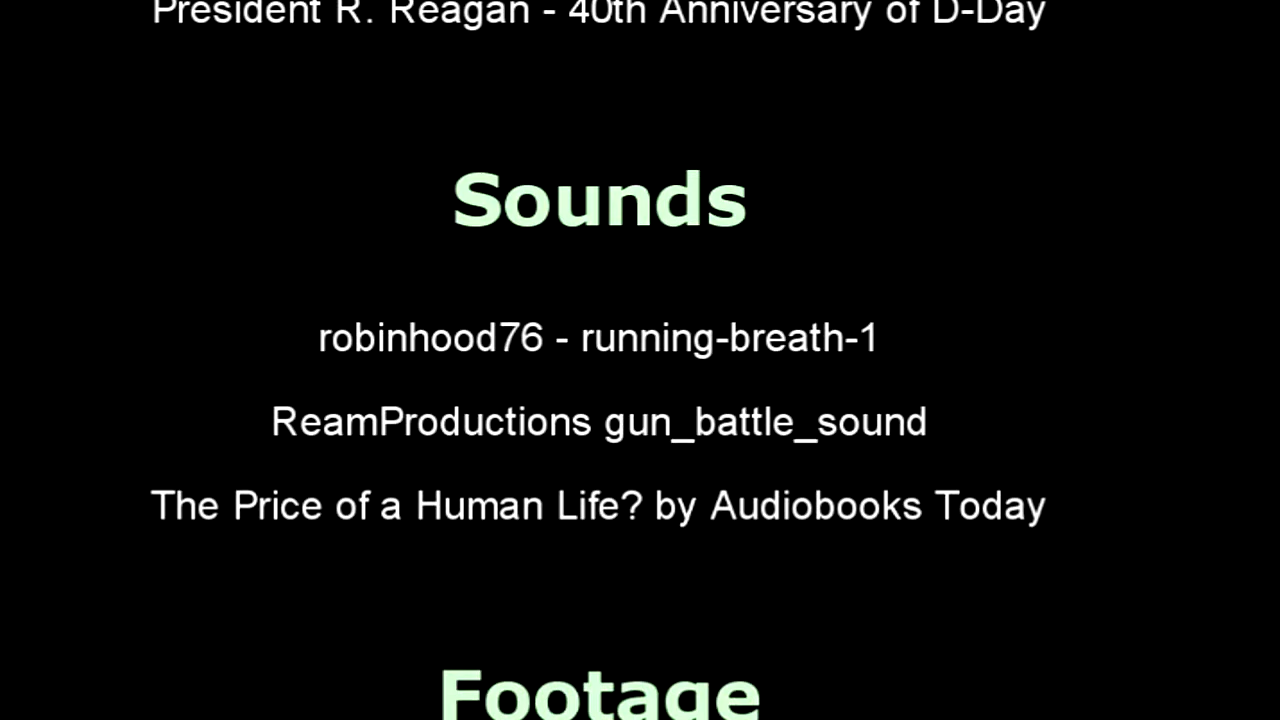 President R. Reagan - 40th Anniversary of D-Day
Sounds
robinhood76 - running-breath-1
ReamProductions gun_battle_sound
The Price of a Human Life? by Audiobooks Today
Footage